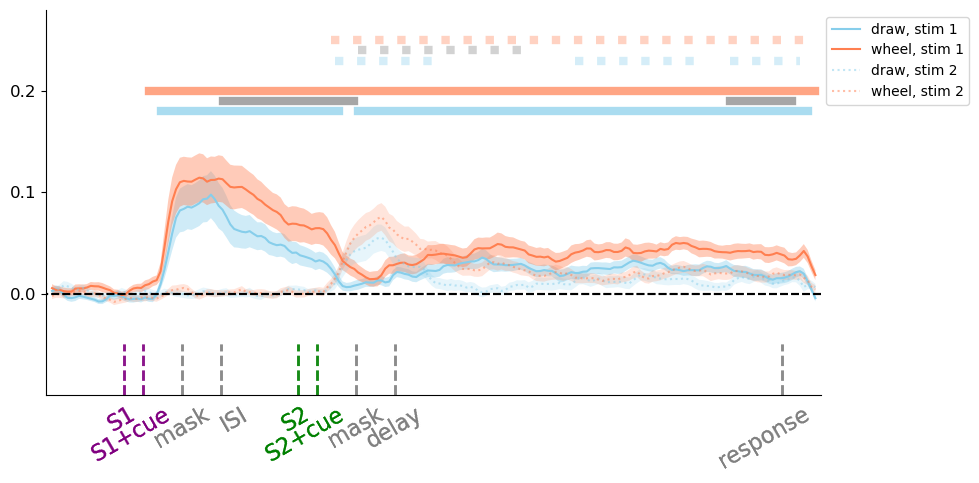 draw, stim 1
wheel, stim 1
draw, stim 2
wheel, stim 2
0.2
0.1
0.0
S1
S1+cue
mask
ISI
S2
S2+cue
mask
delay
response